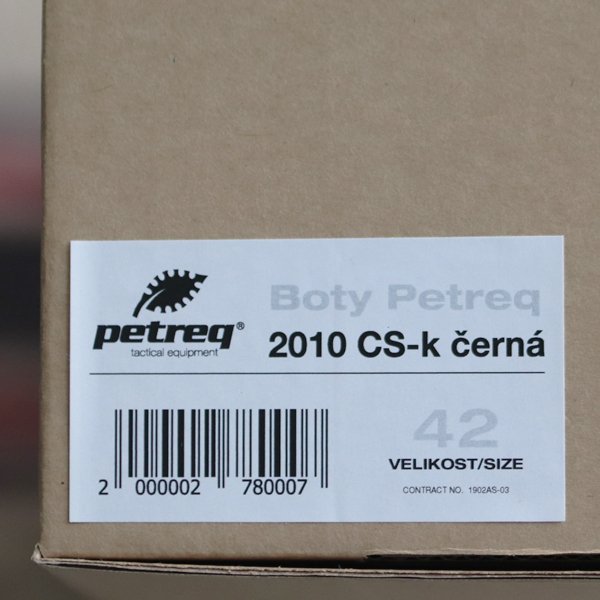 petreq®
tactical equipment
Boty Petreq
2010 CS-k černá
42
VELIKOST/SIZE
CONTRACT NO. 1902AS-03
2 000002 780007